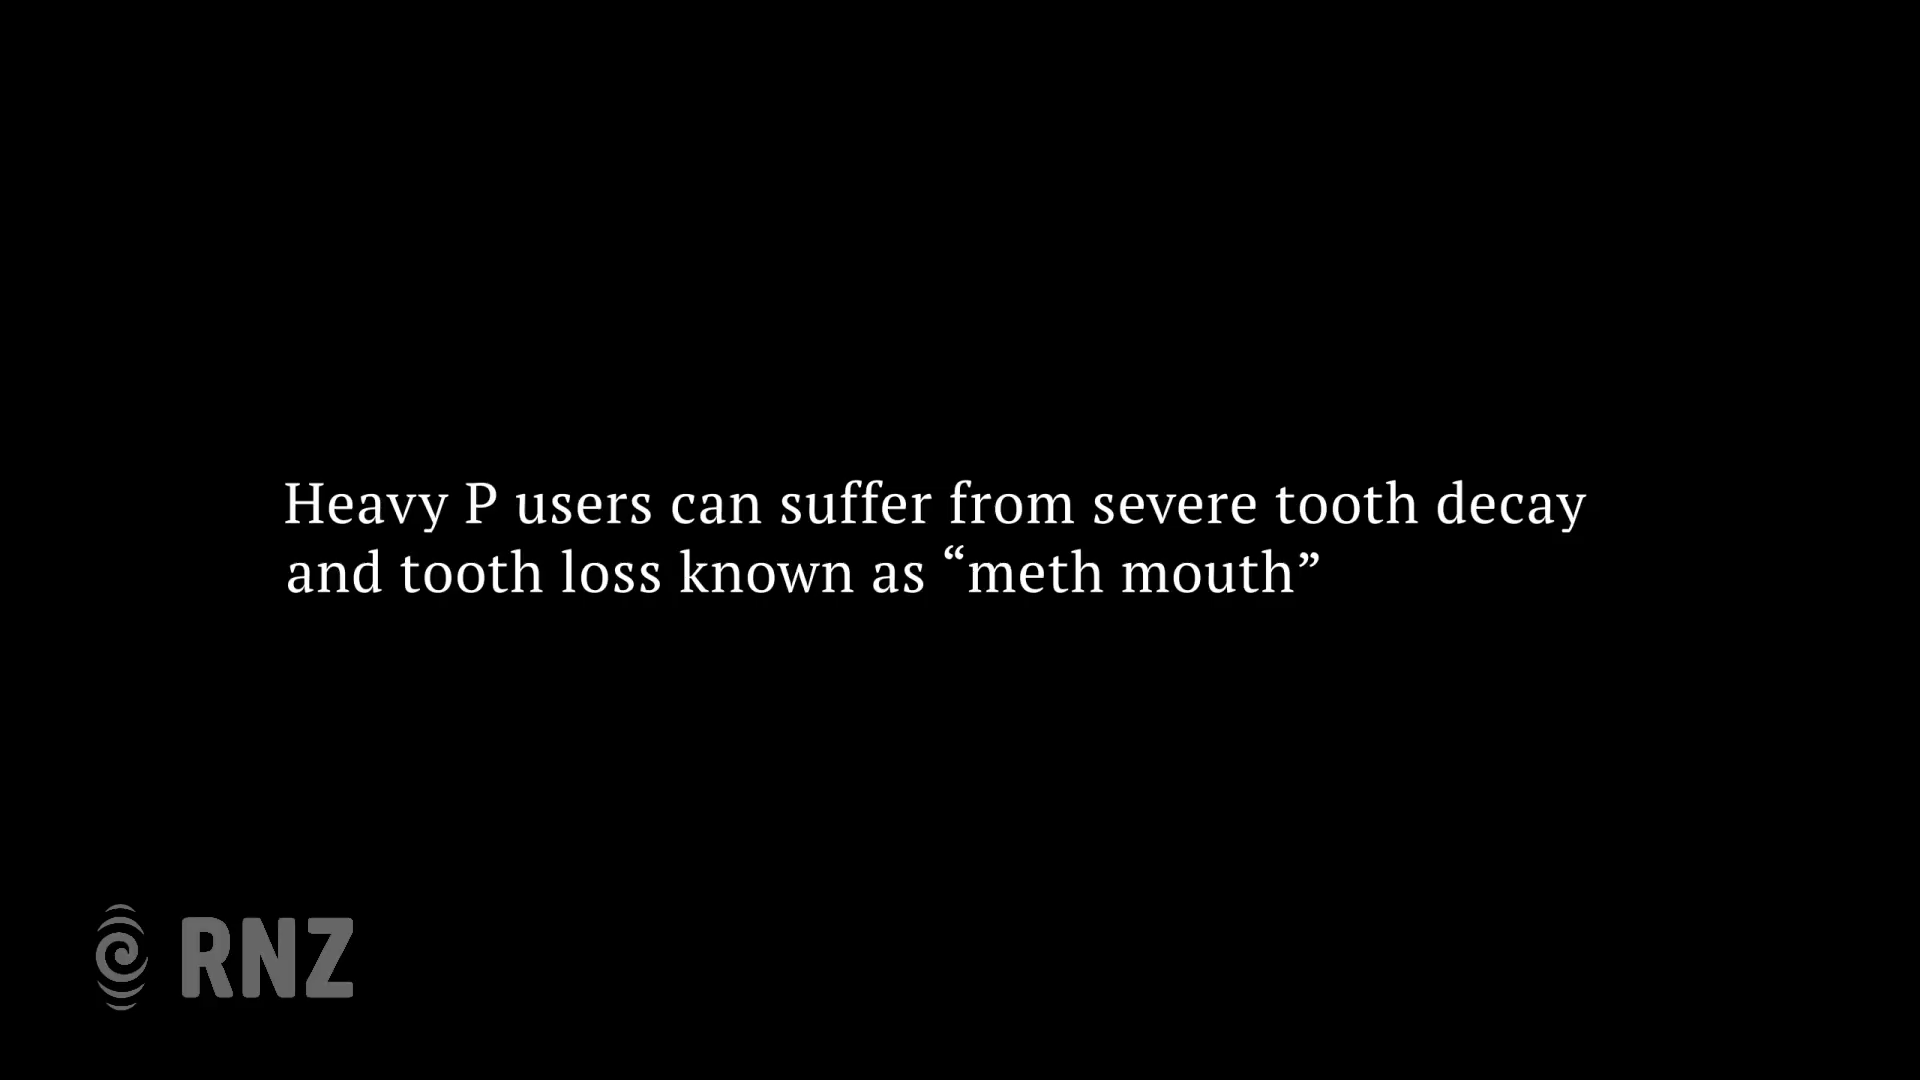 Heavy P users can suffer from severe tooth decay
and tooth loss known as “meth mouth”
RNZ